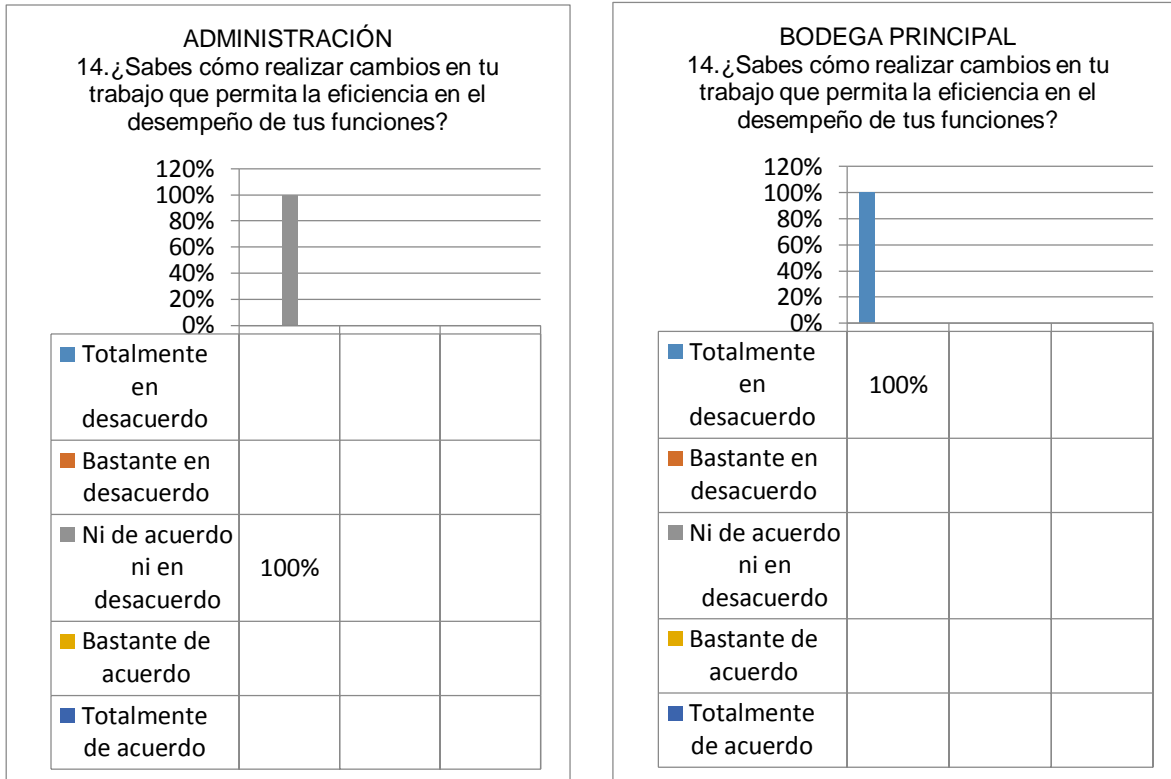 ADMINISTRACIÓN
14.¿Sabes cómo realizar cambios en tu
trabajo que permita la eficiencia en el
desempeño de tus funciones?
120%
100%
80%
60%
40%
20%
0%
Totalmente
en
desacuerdo
Bastante en
desacuerdo
Ni de acuerdo
ni en
desacuerdo
100%
Bastante de
acuerdo
Totalmente
de acuerdo
BODEGA PRINCIPAL
14.¿Sabes cómo realizar cambios en tu
trabajo que permita la eficiencia en el
desempeño de tus funciones?
120%
100%
80%
60%
40%
20%
0%
Totalmente
en
desacuerdo
100%
Bastante en
desacuerdo
Ni de acuerdo
ni en
desacuerdo
Bastante de
acuerdo
Totalmente
de acuerdo